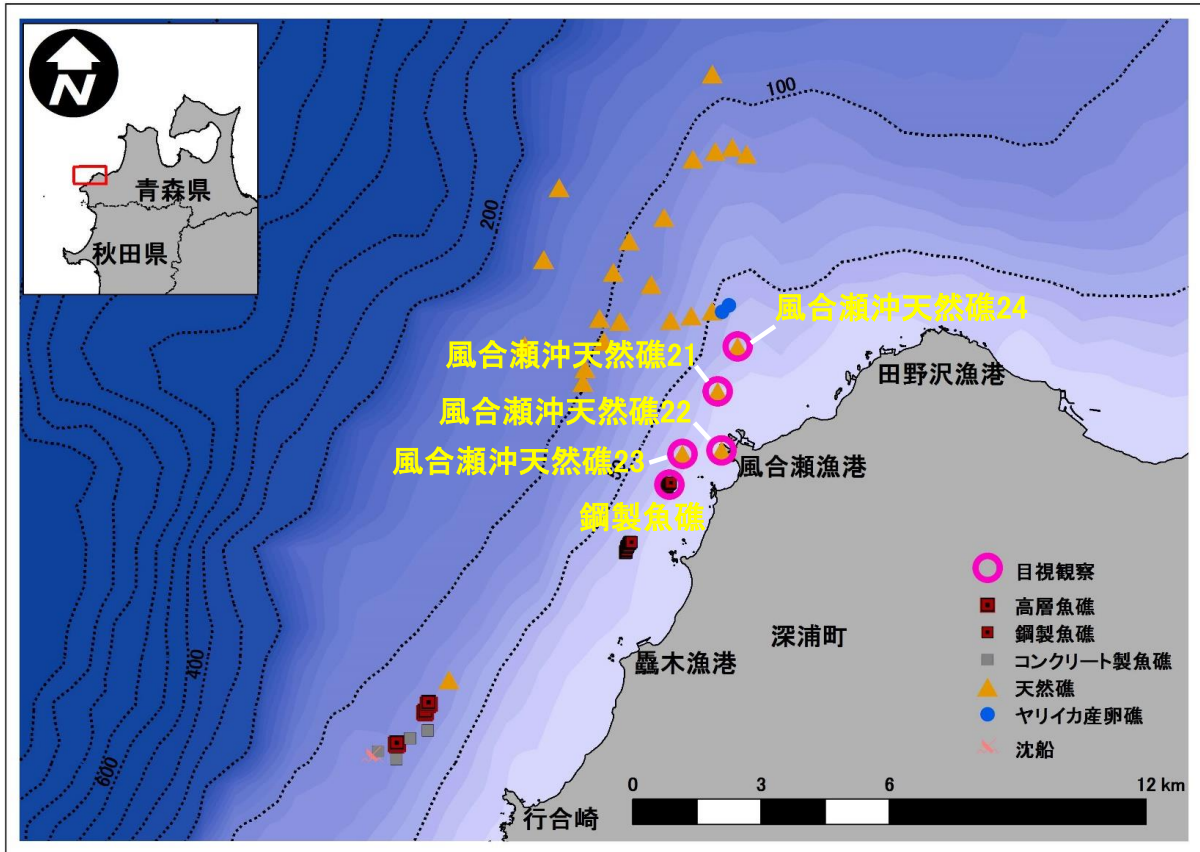 N
青森県
秋田県
100
200
風合瀬沖天然礁24
風合瀬沖天然礁21
田野沢漁港
風合瀬沖天然礁22
風合瀬沖天然礁23
風合瀬漁港
鋼製魚礁
目視観察
高層魚礁
鋼製魚礁
コンクリート製魚礁
天然礁
ヤリイカ産卵礁
沈船
深浦町
驫木漁港
400
600
0 3 6 12 km
行合崎